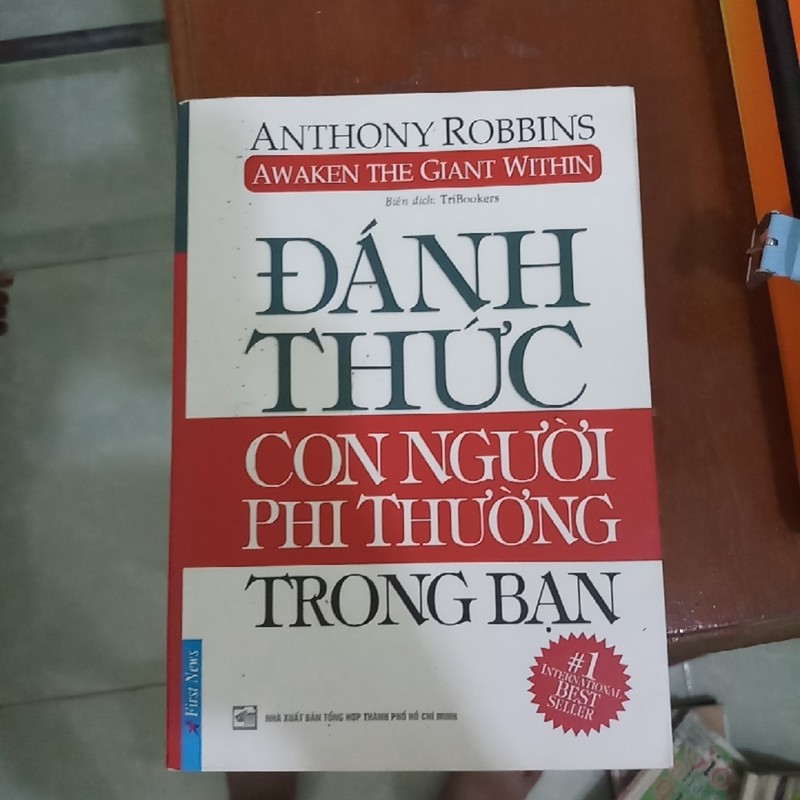 ANTHONY ROBBINS
AWAKEN THE GIANT WITHIN
Biên dịch: TriBookers
ĐÁNH
THỨC
CON NGƯỜI
PHI THƯỜNG
TRONG BẠN
#1
INTERNATIONAL
BEST
SELLER
First News
NHÀ XUẤT BẢN TỔNG HỢP THÀNH PHỐ HỒ CHÍ MINH